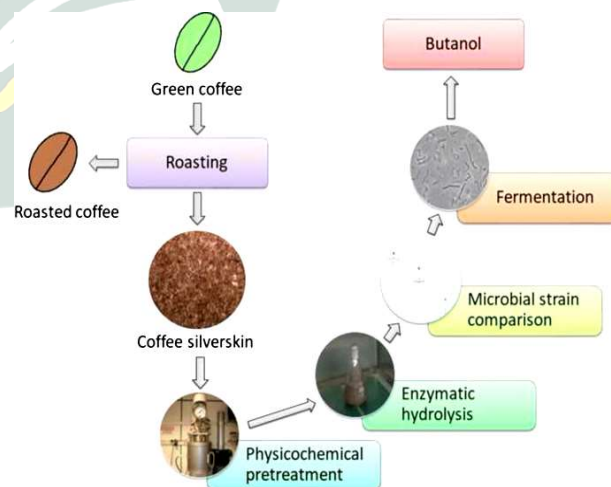 Green coffee
Roasting
Roasted coffee
Coffee silverskin
Physicochemical
pretreatment
Enzymatic
hydrolysis
Microbial strain
comparison
Fermentation
Butanol